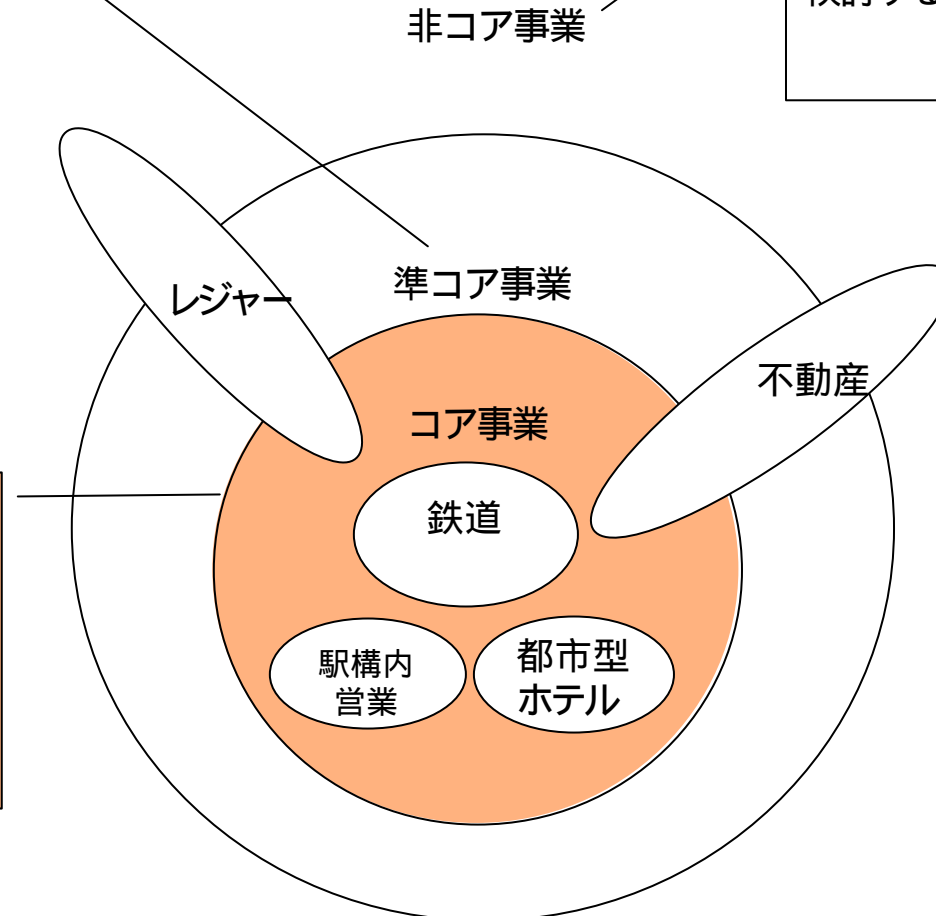 非コア事業
準コア事業
レジャー
不動産
コア事業
鉄道
駅構内
営業
都市型
ホテル